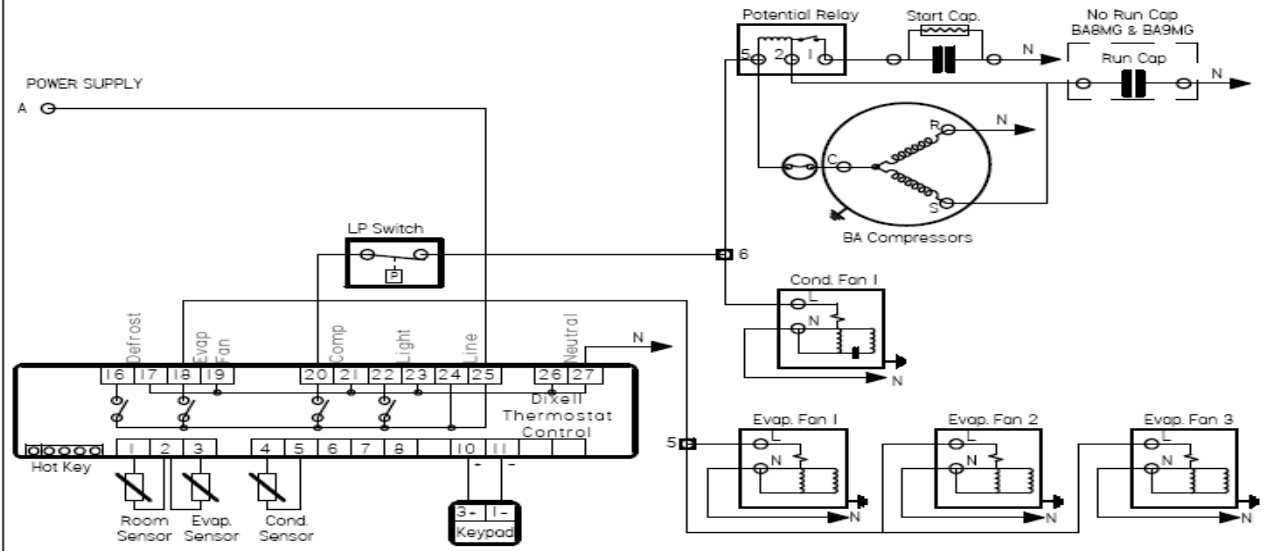 Potential Relay
Start Cap.
No Run Cap
BA8MG & BA9MG
5 2 1
N
Run Cap
N
POWER SUPPLY
A
R
N
C
S
BA Compressors
LP Switch
P
6
Cond. Fan 1
L
N
N
Defrost
Evap
Fan
Comp
Light
Line
Neutral
N
16 17 18 19 20 21 22 23 24 25 26 27
Dixell
Thermostat
Control
1 2 3 4 5 6 7 8 10 11
Hot Key
+ -
3+ 1-
Keypad
Room
Sensor
Evap.
Sensor
Cond.
Sensor
5
Evap. Fan 1
L
N
N
Evap. Fan 2
L
N
N
Evap. Fan 3
L
N
N